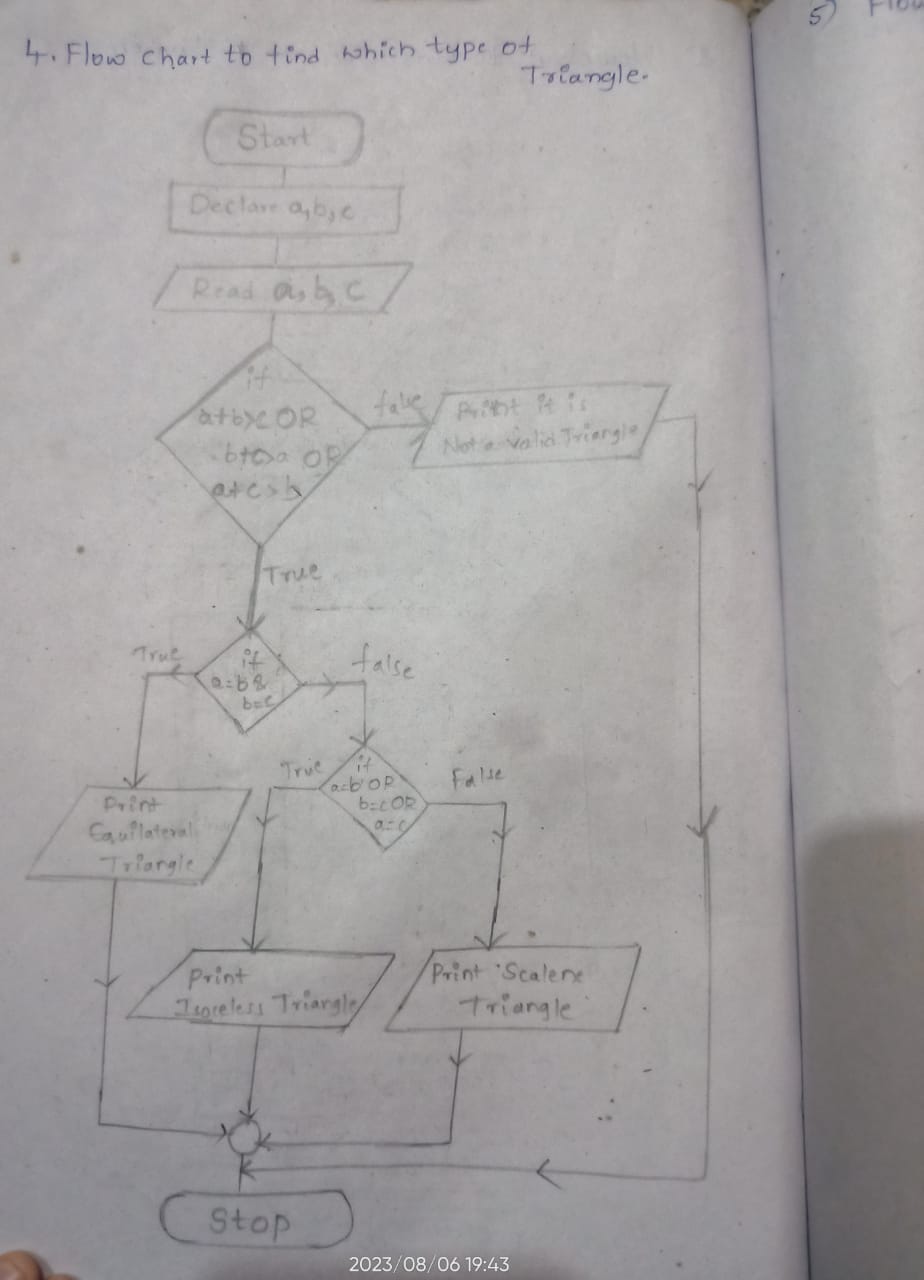 4. Flow chart to find which type of
Triangle.
5) Flow
Start
Declare a,b,c
Read a, b, c
if
a+b>c OR
b+c>a OR
a+c>b
false
Print it is
Not a valid Triangle
True
if
a=b &
b=c
True
false
if
a=b OR
b=c OR
a=c
True
False
Print
Equilateral
Triangle
Print
Isoceless Triangle
Print Scalene
Triangle
Stop
2023/08/06 19:43